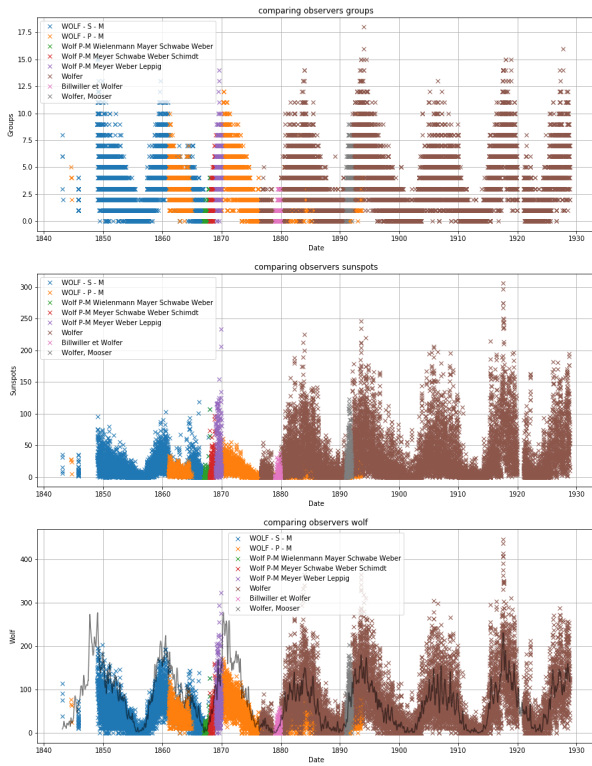 comparing observers groups
17.5
15.0
12.5
10.0
7.5
5.0
2.5
0.0
Groups
WOLF - S - M
WOLF - P - M
Wolf P-M Wielenmann Mayer Schwabe Weber
Wolf P-M Meyer Schwabe Weber Schimdt
Wolf P-M Meyer Weber Leppig
Wolfer
Billwiller et Wolfer
Wolfer, Mooser
1840 1850 1860 1870 1880 1890 1900 1910 1920 1930
Date
comparing observers sunspots
300
250
200
150
100
50
0
Sunspots
WOLF - S - M
WOLF - P - M
Wolf P-M Wielenmann Mayer Schwabe Weber
Wolf P-M Meyer Schwabe Weber Schimdt
Wolf P-M Meyer Weber Leppig
Wolfer
Billwiller et Wolfer
Wolfer, Mooser
1840 1850 1860 1870 1880 1890 1900 1910 1920 1930
Date
comparing observers wolf
400
300
200
100
0
Wolf
WOLF - S - M
WOLF - P - M
Wolf P-M Wielenmann Mayer Schwabe Weber
Wolf P-M Meyer Schwabe Weber Schimdt
Wolf P-M Meyer Weber Leppig
Wolfer
Billwiller et Wolfer
Wolfer, Mooser
1840 1850 1860 1870 1880 1890 1900 1910 1920 1930
Date